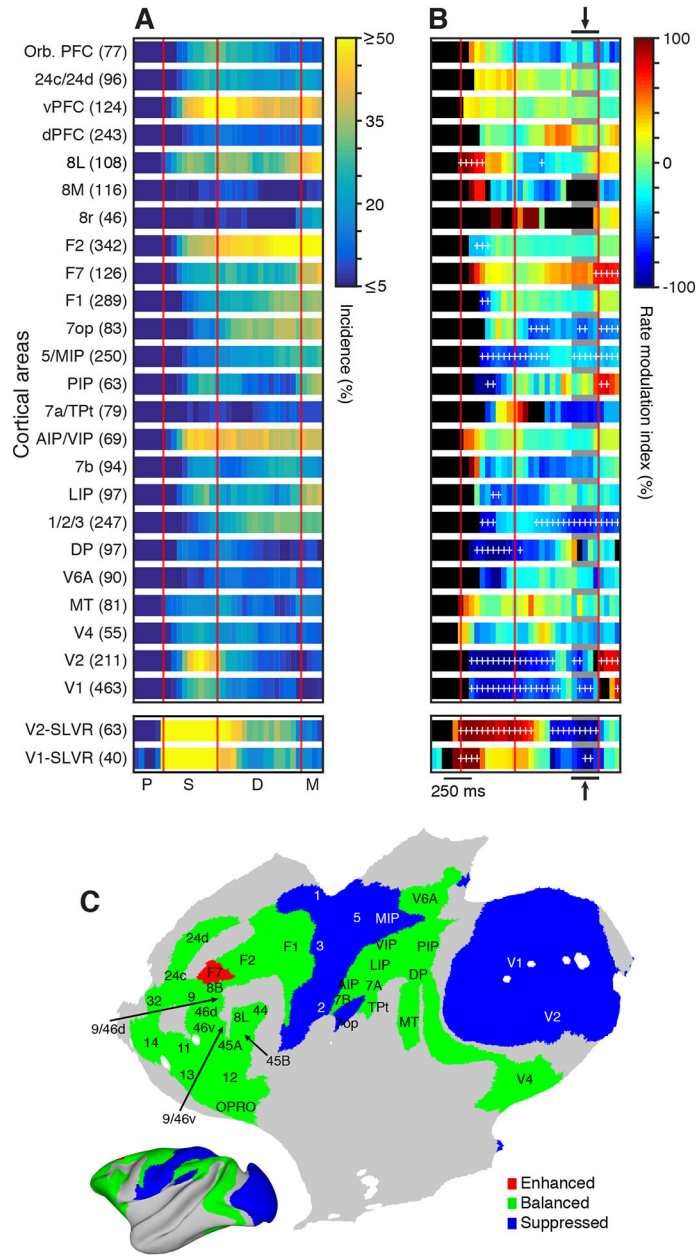 A
B
Orb. PFC (77)
24c/24d (96)
vPFC (124)
dPFC (243)
8L (108)
8M (116)
8r (46)
F2 (342)
F7 (126)
F1 (289)
7op (83)
5/MIP (250)
PIP (63)
7a/TPt (79)
AIP/VIP (69)
7b (94)
LIP (97)
1/2/3 (247)
DP (97)
V6A (90)
MT (81)
V4 (55)
V2 (211)
V1 (463)
V2-SLVR (63)
V1-SLVR (40)
Cortical areas
P S D M
≥50
35
20
≤5
Incidence (%)
100
0
-100
Rate modulation index (%)
250 ms
C
1
V6A
5
MIP
24d
F1
3
VIP
PIP
V1
F2
LIP
24c
F7
DP
8B
AIP
7A
32
9
7B
2
TPt
46d
8L
44
V2
9/46d
46v
7op
MT
14
11
45A
45B
13
12
V4
9/46v
OPRO
Enhanced
Balanced
Suppressed